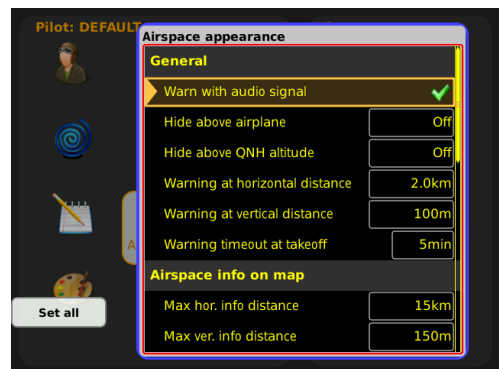 Pilot: DEFAULT
Airspace appearance
General
Warn with audio signal
Hide above airplane Off
Hide above QNH altitude Off
Warning at horizontal distance 2.0km
Warning at vertical distance 100m
Warning timeout at takeoff 5min
A
Airspace info on map
Max hor. info distance 15km
Set all
Max ver. info distance 150m